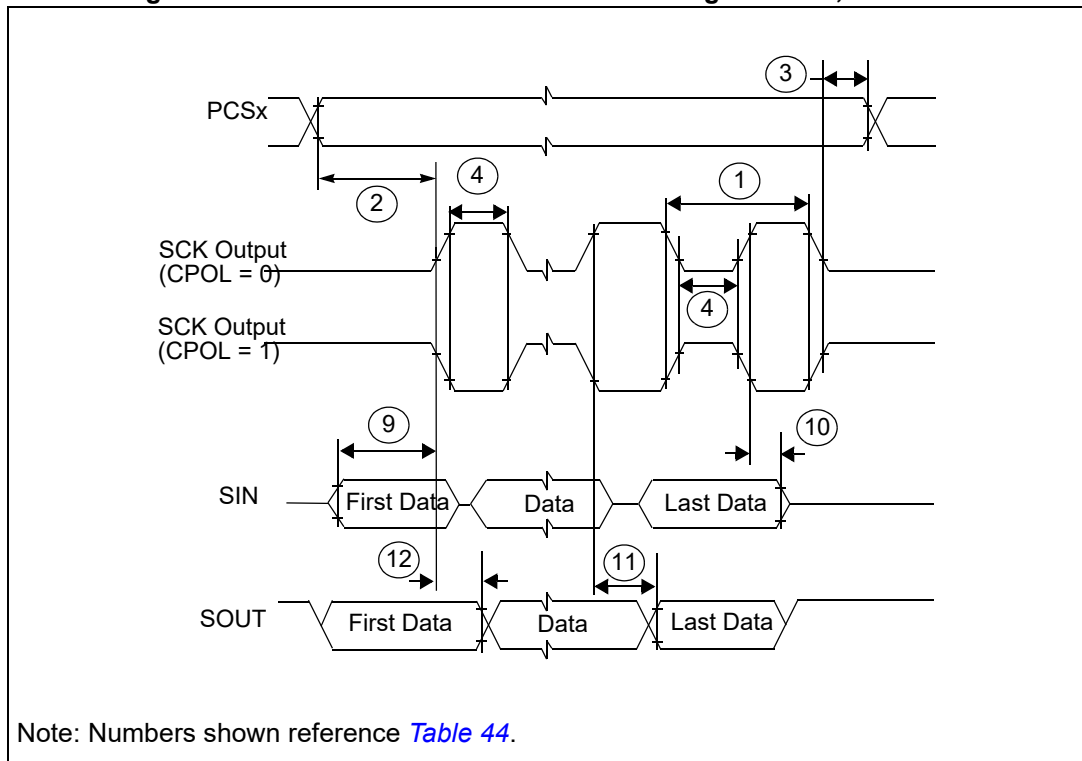 3
PCSx
4
1
2
SCK Output
(CPOL = 0)
4
SCK Output
(CPOL = 1)
9
10
SIN
First Data
Data
Last Data
12
11
SOUT
First Data
Data
Last Data
Note: Numbers shown reference Table 44.